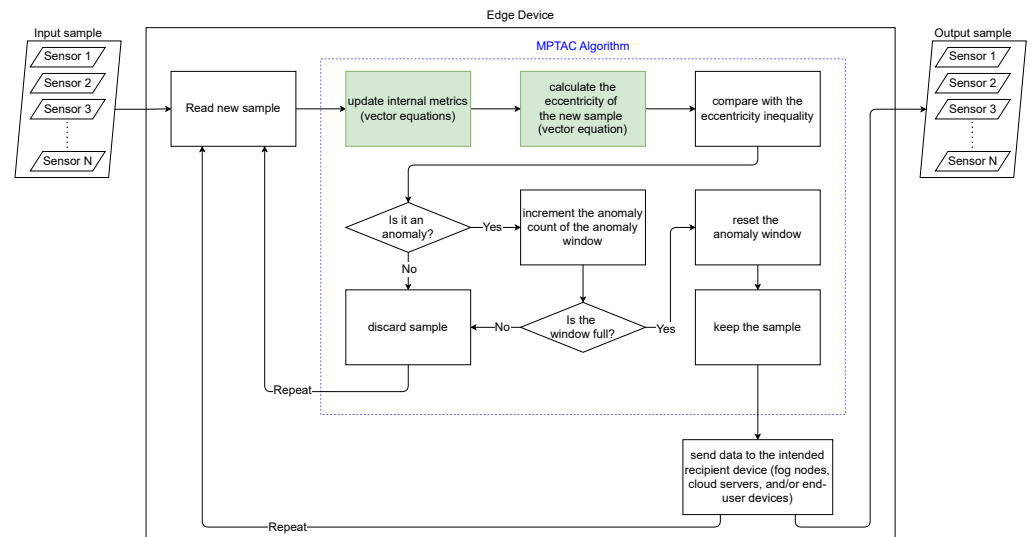 Edge Device
Input sample
Sensor 1
Sensor 2
Sensor 3
Sensor N
MPTAC Algorithm
Read new sample
update internal metrics
(vector equations)
calculate the
eccentricity of
the new sample
(vector equation)
compare with the
eccentricity inequality
Is it an
anomaly?
Yes
increment the anomaly
count of the anomaly
window
reset the
anomaly window
No
discard sample
No
Is the
window full?
Yes
keep the sample
Repeat
send data to the intended
recipient device (fog nodes,
cloud servers, and/or end-
user devices)
Repeat
Output sample
Sensor 1
Sensor 2
Sensor 3
Sensor N